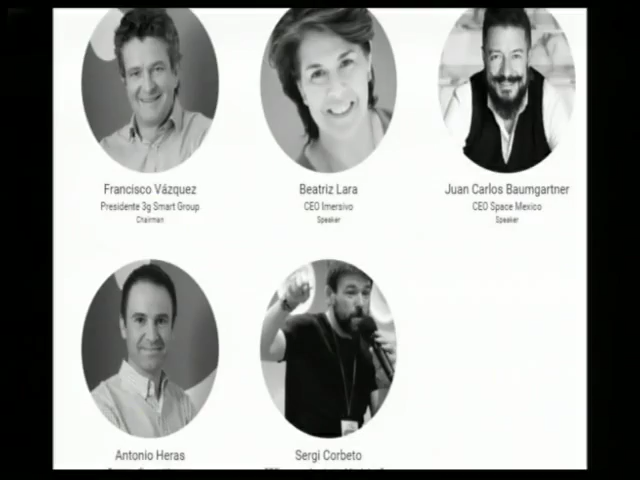 Francisco Vázquez
Presidente 3g Smart Group
Chairman
Beatriz Lara
CEO Imersivo
Speaker
Juan Carlos Baumgartner
CEO Space Mexico
Speaker
Antonio Heras
Sergi Corbeto